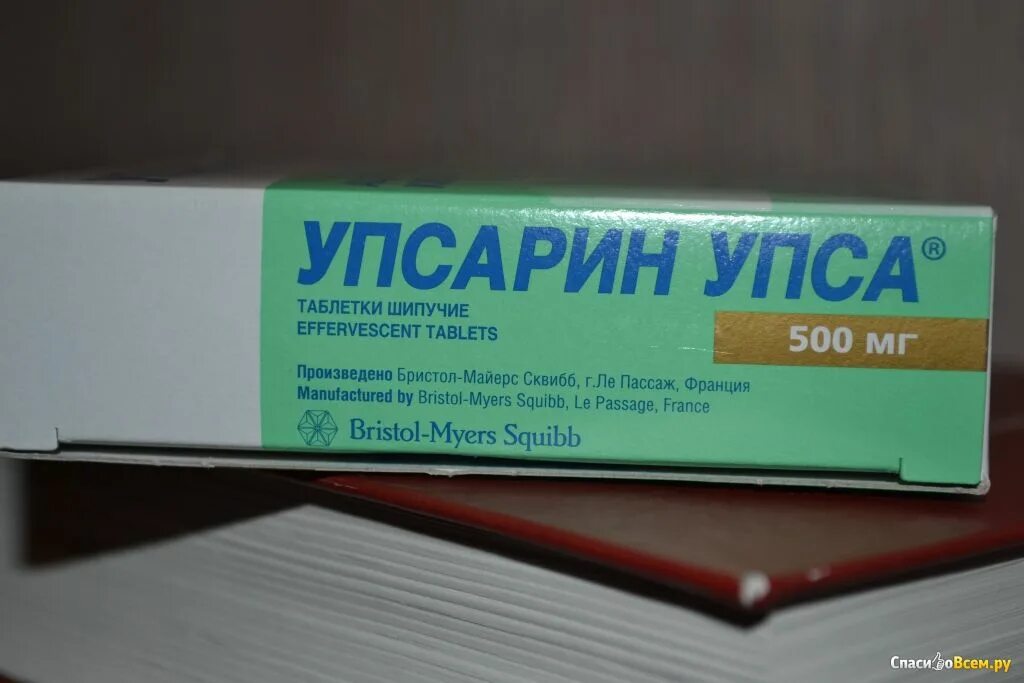 УПСАРИН УПСА®
ТАБЛЕТКИ ШИПУЧИЕ
EFFERVESCENT TABLETS
500 мг
Произведено Бристол-Майерс Сквибб, г.Ле Пассаж, Франция
Manufactured by Bristol-Myers Squibb, Le Passage, France
Bristol-Myers Squibb
СпасибоВсем.ру